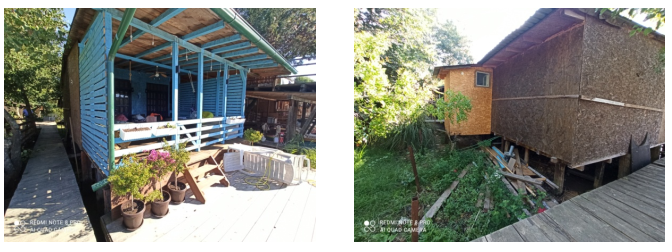 REDMI NOTE 8 PRO
AI QUAD CAMERA
REDMI NOTE 8 PRO
AI QUAD CAMERA